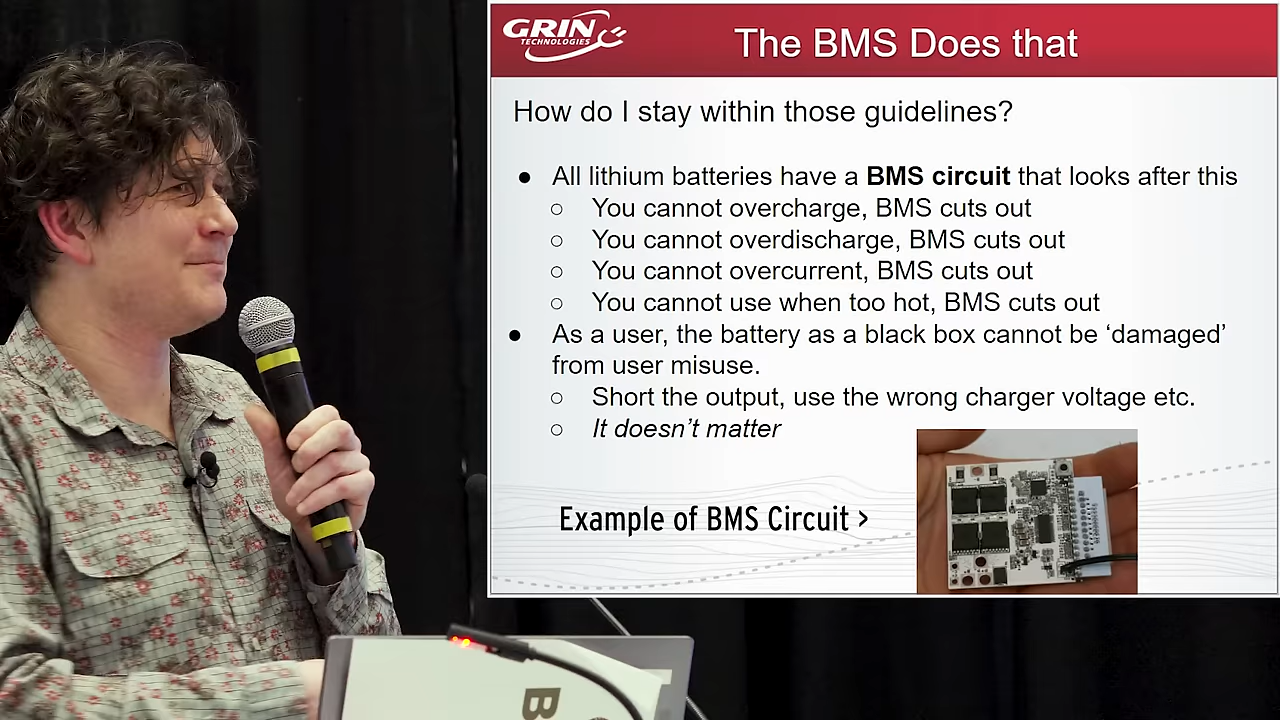 GRIN
TECHNOLOGIES
The BMS Does that
How do I stay within those guidelines?
● All lithium batteries have a BMS circuit that looks after this
○ You cannot overcharge, BMS cuts out
○ You cannot overdischarge, BMS cuts out
○ You cannot overcurrent, BMS cuts out
○ You cannot use when too hot, BMS cuts out
● As a user, the battery as a black box cannot be ‘damaged’
from user misuse.
○ Short the output, use the wrong charger voltage etc.
○ It doesn’t matter
Example of BMS Circuit >
B